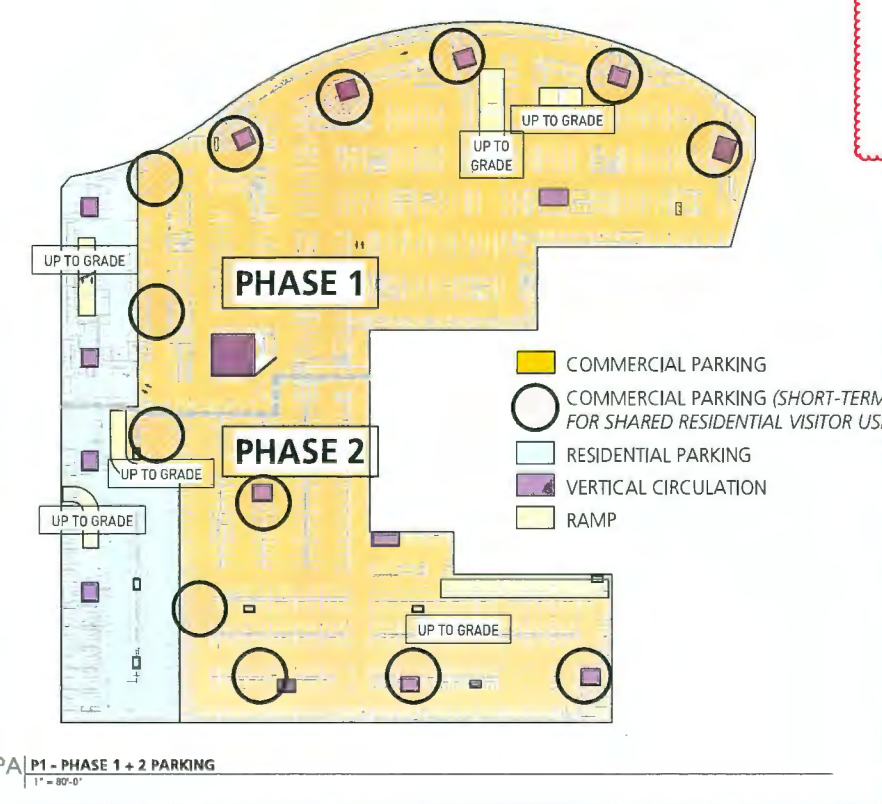 UP TO GRADE
UP TO
GRADE
UP TO GRADE
PHASE 1
COMMERCIAL PARKING
COMMERCIAL PARKING (SHORT-TERM
FOR SHARED RESIDENTIAL VISITOR US
PHASE 2
RESIDENTIAL PARKING
UP TO GRADE
VERTICAL CIRCULATION
UP TO GRADE
RAMP
UP TO GRADE
PA
P1 - PHASE 1 + 2 PARKING
1" = 80'-0"